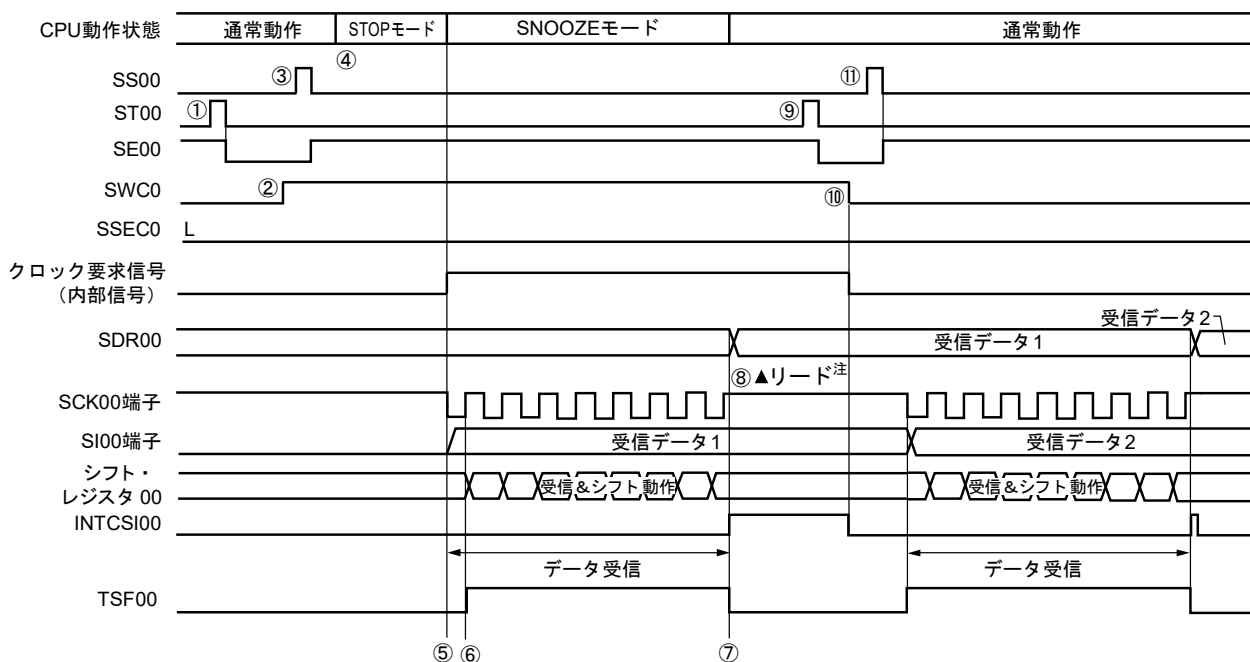 CPU動作状態 通常動作 STOPモード SNOOZEモード 通常動作
④
SS00 ③ ⑪
ST00 ① ⑨
SE00
SWC0 ② ⑩
SSEC0 L
クロック要求信号
（内部信号）
受信データ2
SDR00 受信データ1
⑧▲リード注
SCK00端子
SI00端子 受信データ1 受信データ2
シフト・
レジスタ00 受信＆シフト動作 受信＆シフト動作
INTCSI00
データ受信 データ受信
TSF00
⑤ ⑥ ⑦